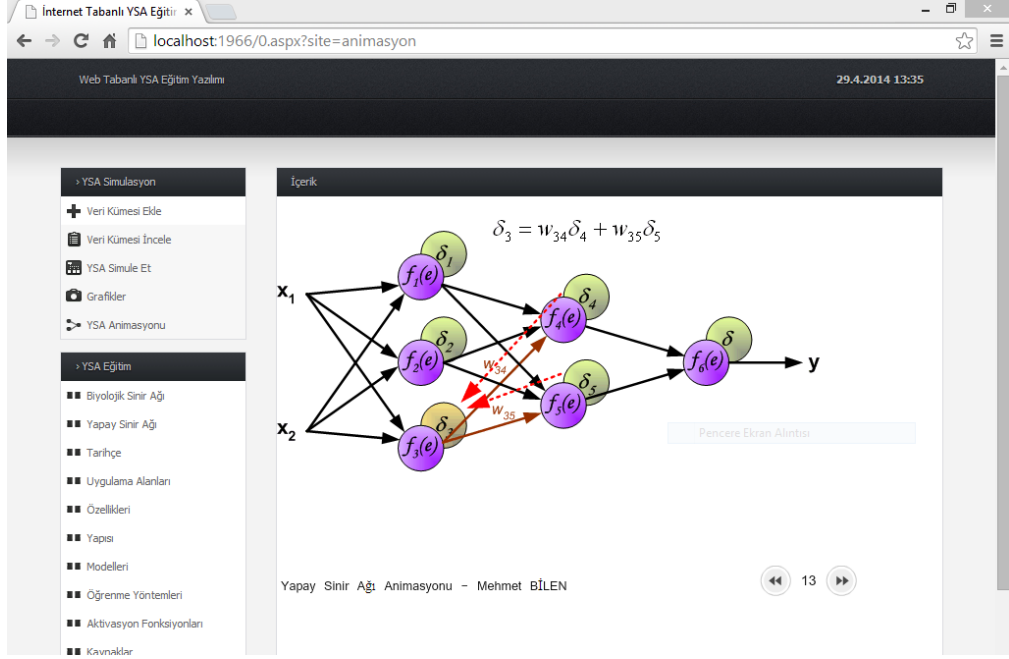 İnternet Tabanlı YSA Eğitir
localhost:1966/0.aspx?site=animasyon
Web Tabanlı YSA Eğitim Yazılımı
29.4.2014 13:35
› YSA Simulasyon
Veri Kümesi Ekle
Veri Kümesi İncele
YSA Simule Et
Grafikler
YSA Animasyonu
› YSA Eğitim
Biyolojik Sinir Ağı
Yapay Sinir Ağı
Tarihçe
Uygulama Alanları
Özellikleri
Yapısı
Modelleri
Öğrenme Yöntemleri
Aktivasyon Fonksiyonları
Kaynaklar
İçerik
δ₃ = w₃₄δ₄ + w₃₅δ₅
x₁
x₂
f₁(e) δ₁
f₂(e) δ₂
f₃(e) δ₃
w₃₄
w₃₅
f₄(e) δ₄
f₅(e) δ₅
f₆(e) δ
y
Pencere Ekran Alıntısı
Yapay Sinir Ağı Animasyonu - Mehmet BİLEN
13